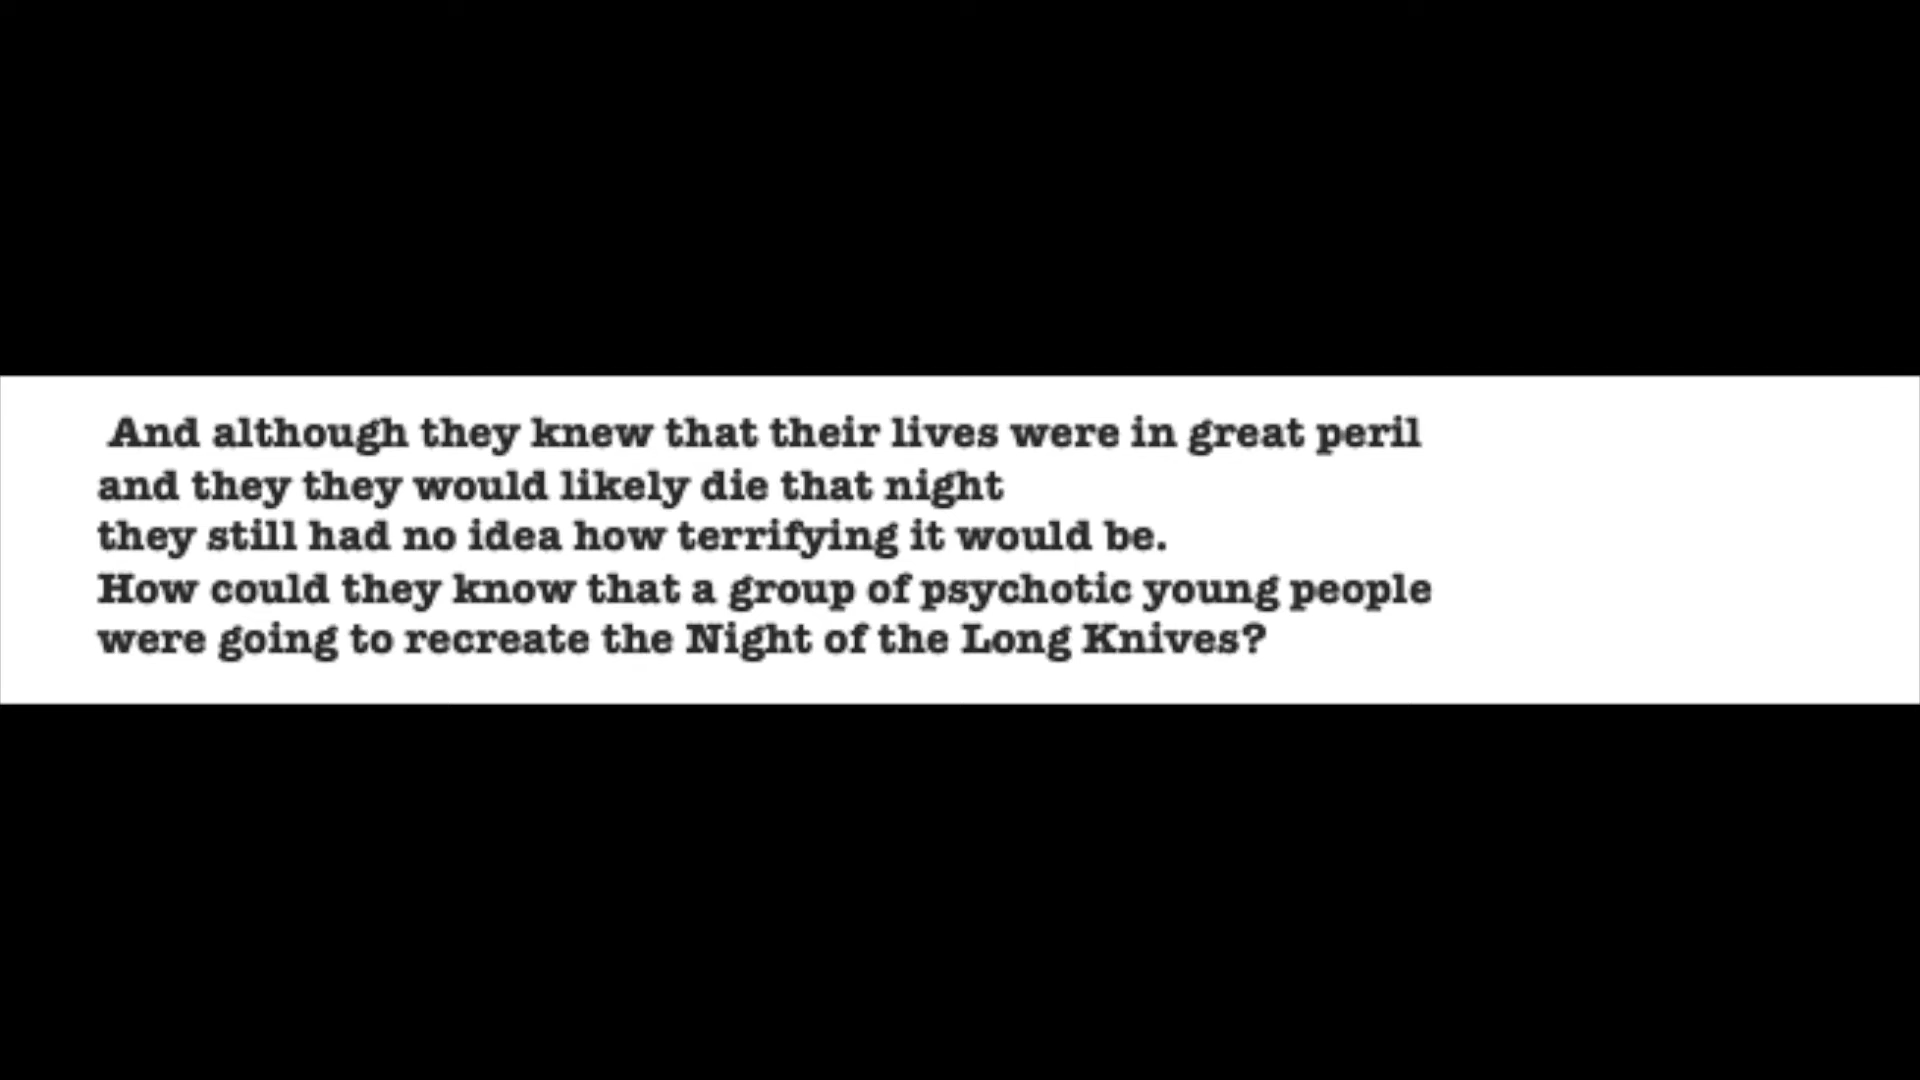 And although they knew that their lives were in great peril
and they they would likely die that night
they still had no idea how terrifying it would be.
How could they know that a group of psychotic young people
were going to recreate the Night of the Long Knives?